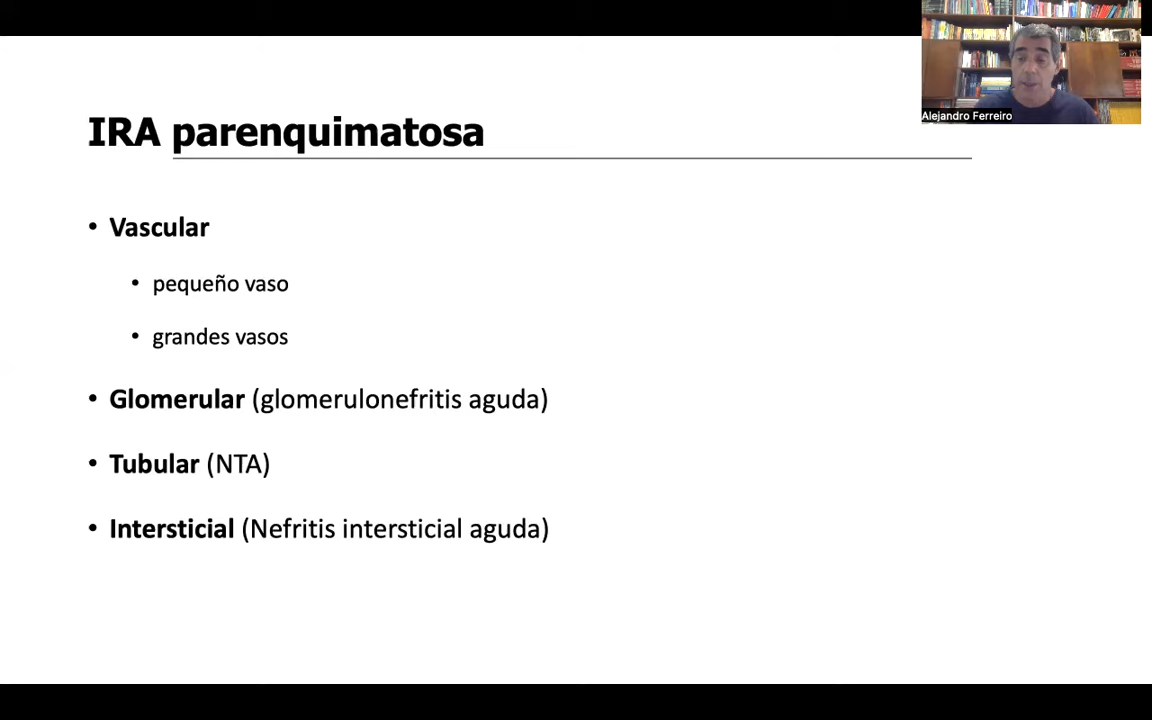 Alejandro Ferreiro
IRA parenquimatosa
• Vascular
• pequeño vaso
• grandes vasos
• Glomerular (glomerulonefritis aguda)
• Tubular (NTA)
• Intersticial (Nefritis intersticial aguda)